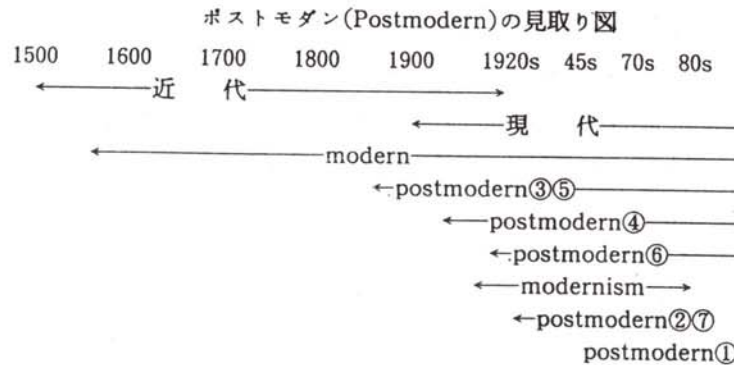 ポストモダン(Postmodern)の見取り図
1500 1600 1700 1800 1900 1920s 45s 70s 80s
近代
現代
modern
postmodern③⑤
postmodern④
postmodern⑥
modernism
postmodern②⑦
postmodern①